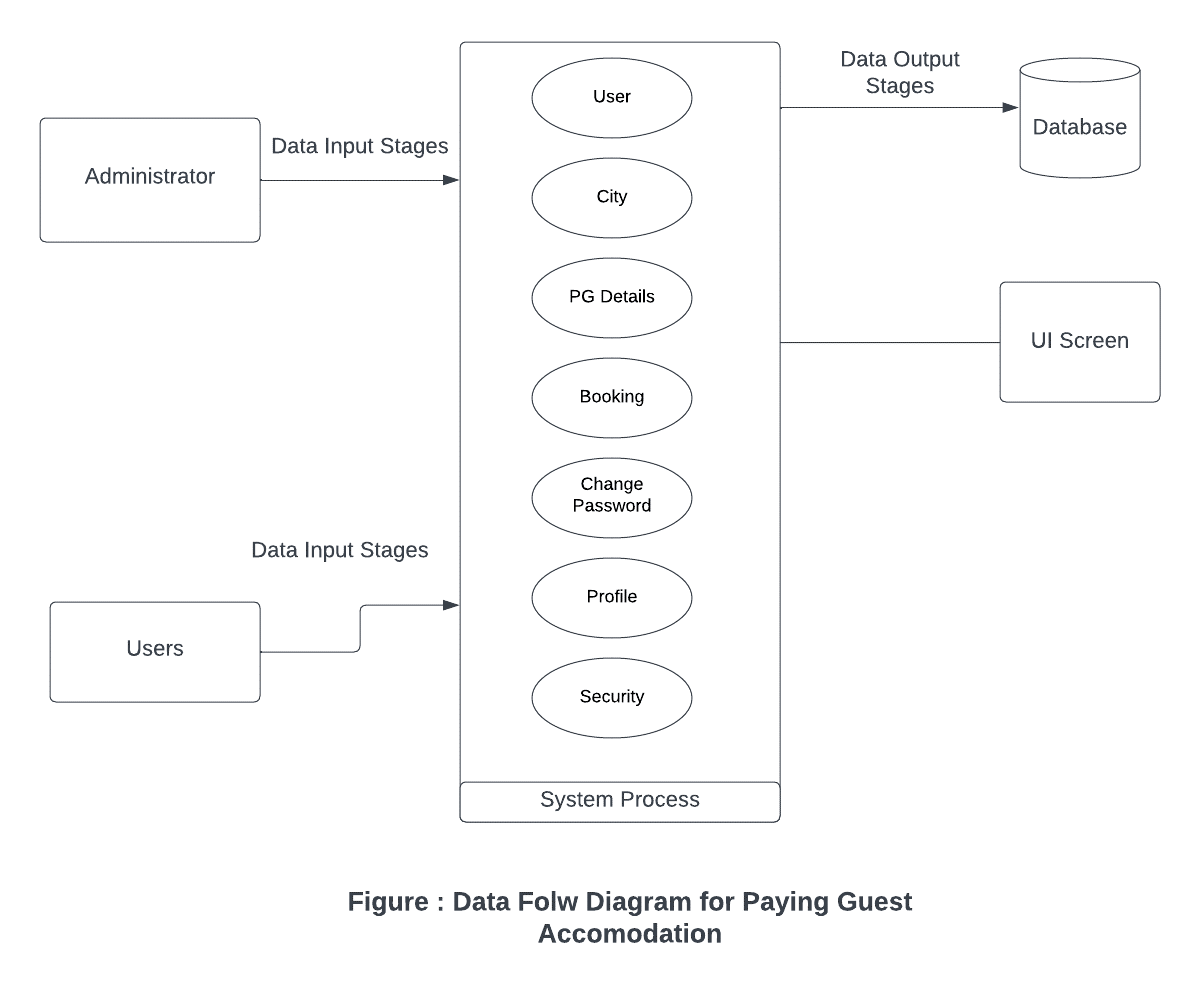 Administrator
Data Input Stages
Users
Data Input Stages
User
City
PG Details
Booking
Change
Password
Profile
Security
System Process
Data Output
Stages
Database
UI Screen
Figure : Data Folw Diagram for Paying Guest
Accomodation